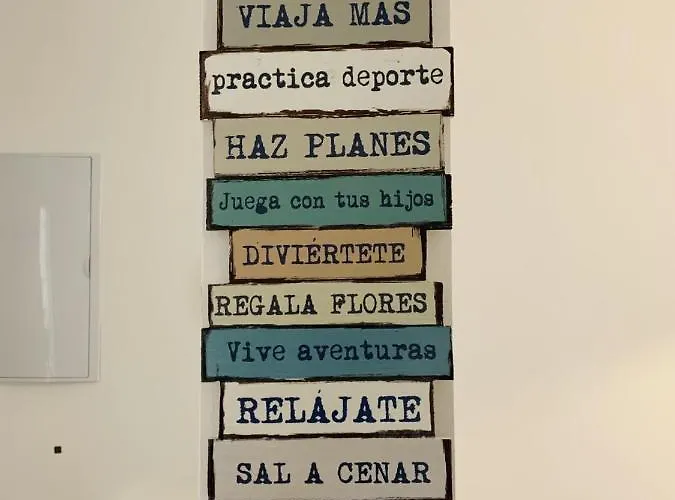 VIAJA MAS
practica deporte
HAZ PLANES
Juega con tus hijos
DIVIÉRTETE
REGALA FLORES
Vive aventuras
RELÁJATE
SAL A CENAR